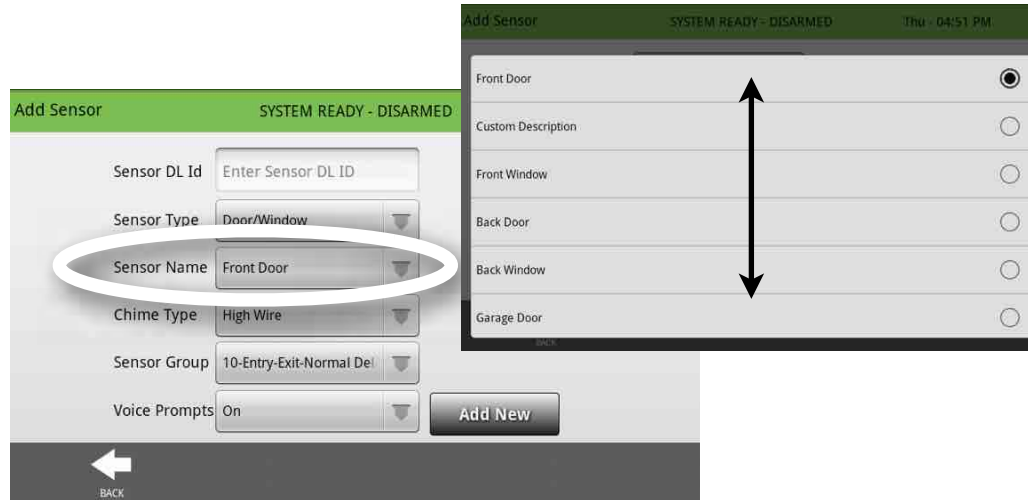 Add Sensor SYSTEM READY - DISARMED
Sensor DL Id Enter Sensor DL ID
Sensor Type Door/Window
Sensor Name Front Door
Chime Type High Wire
Sensor Group 10-Entry-Exit-Normal Del
Voice Prompts On
Add New
BACK
Add Sensor SYSTEM READY - DISARMED Thu - 04:51 PM
Front Door
Custom Description
Front Window
Back Door
Back Window
Garage Door
BACK